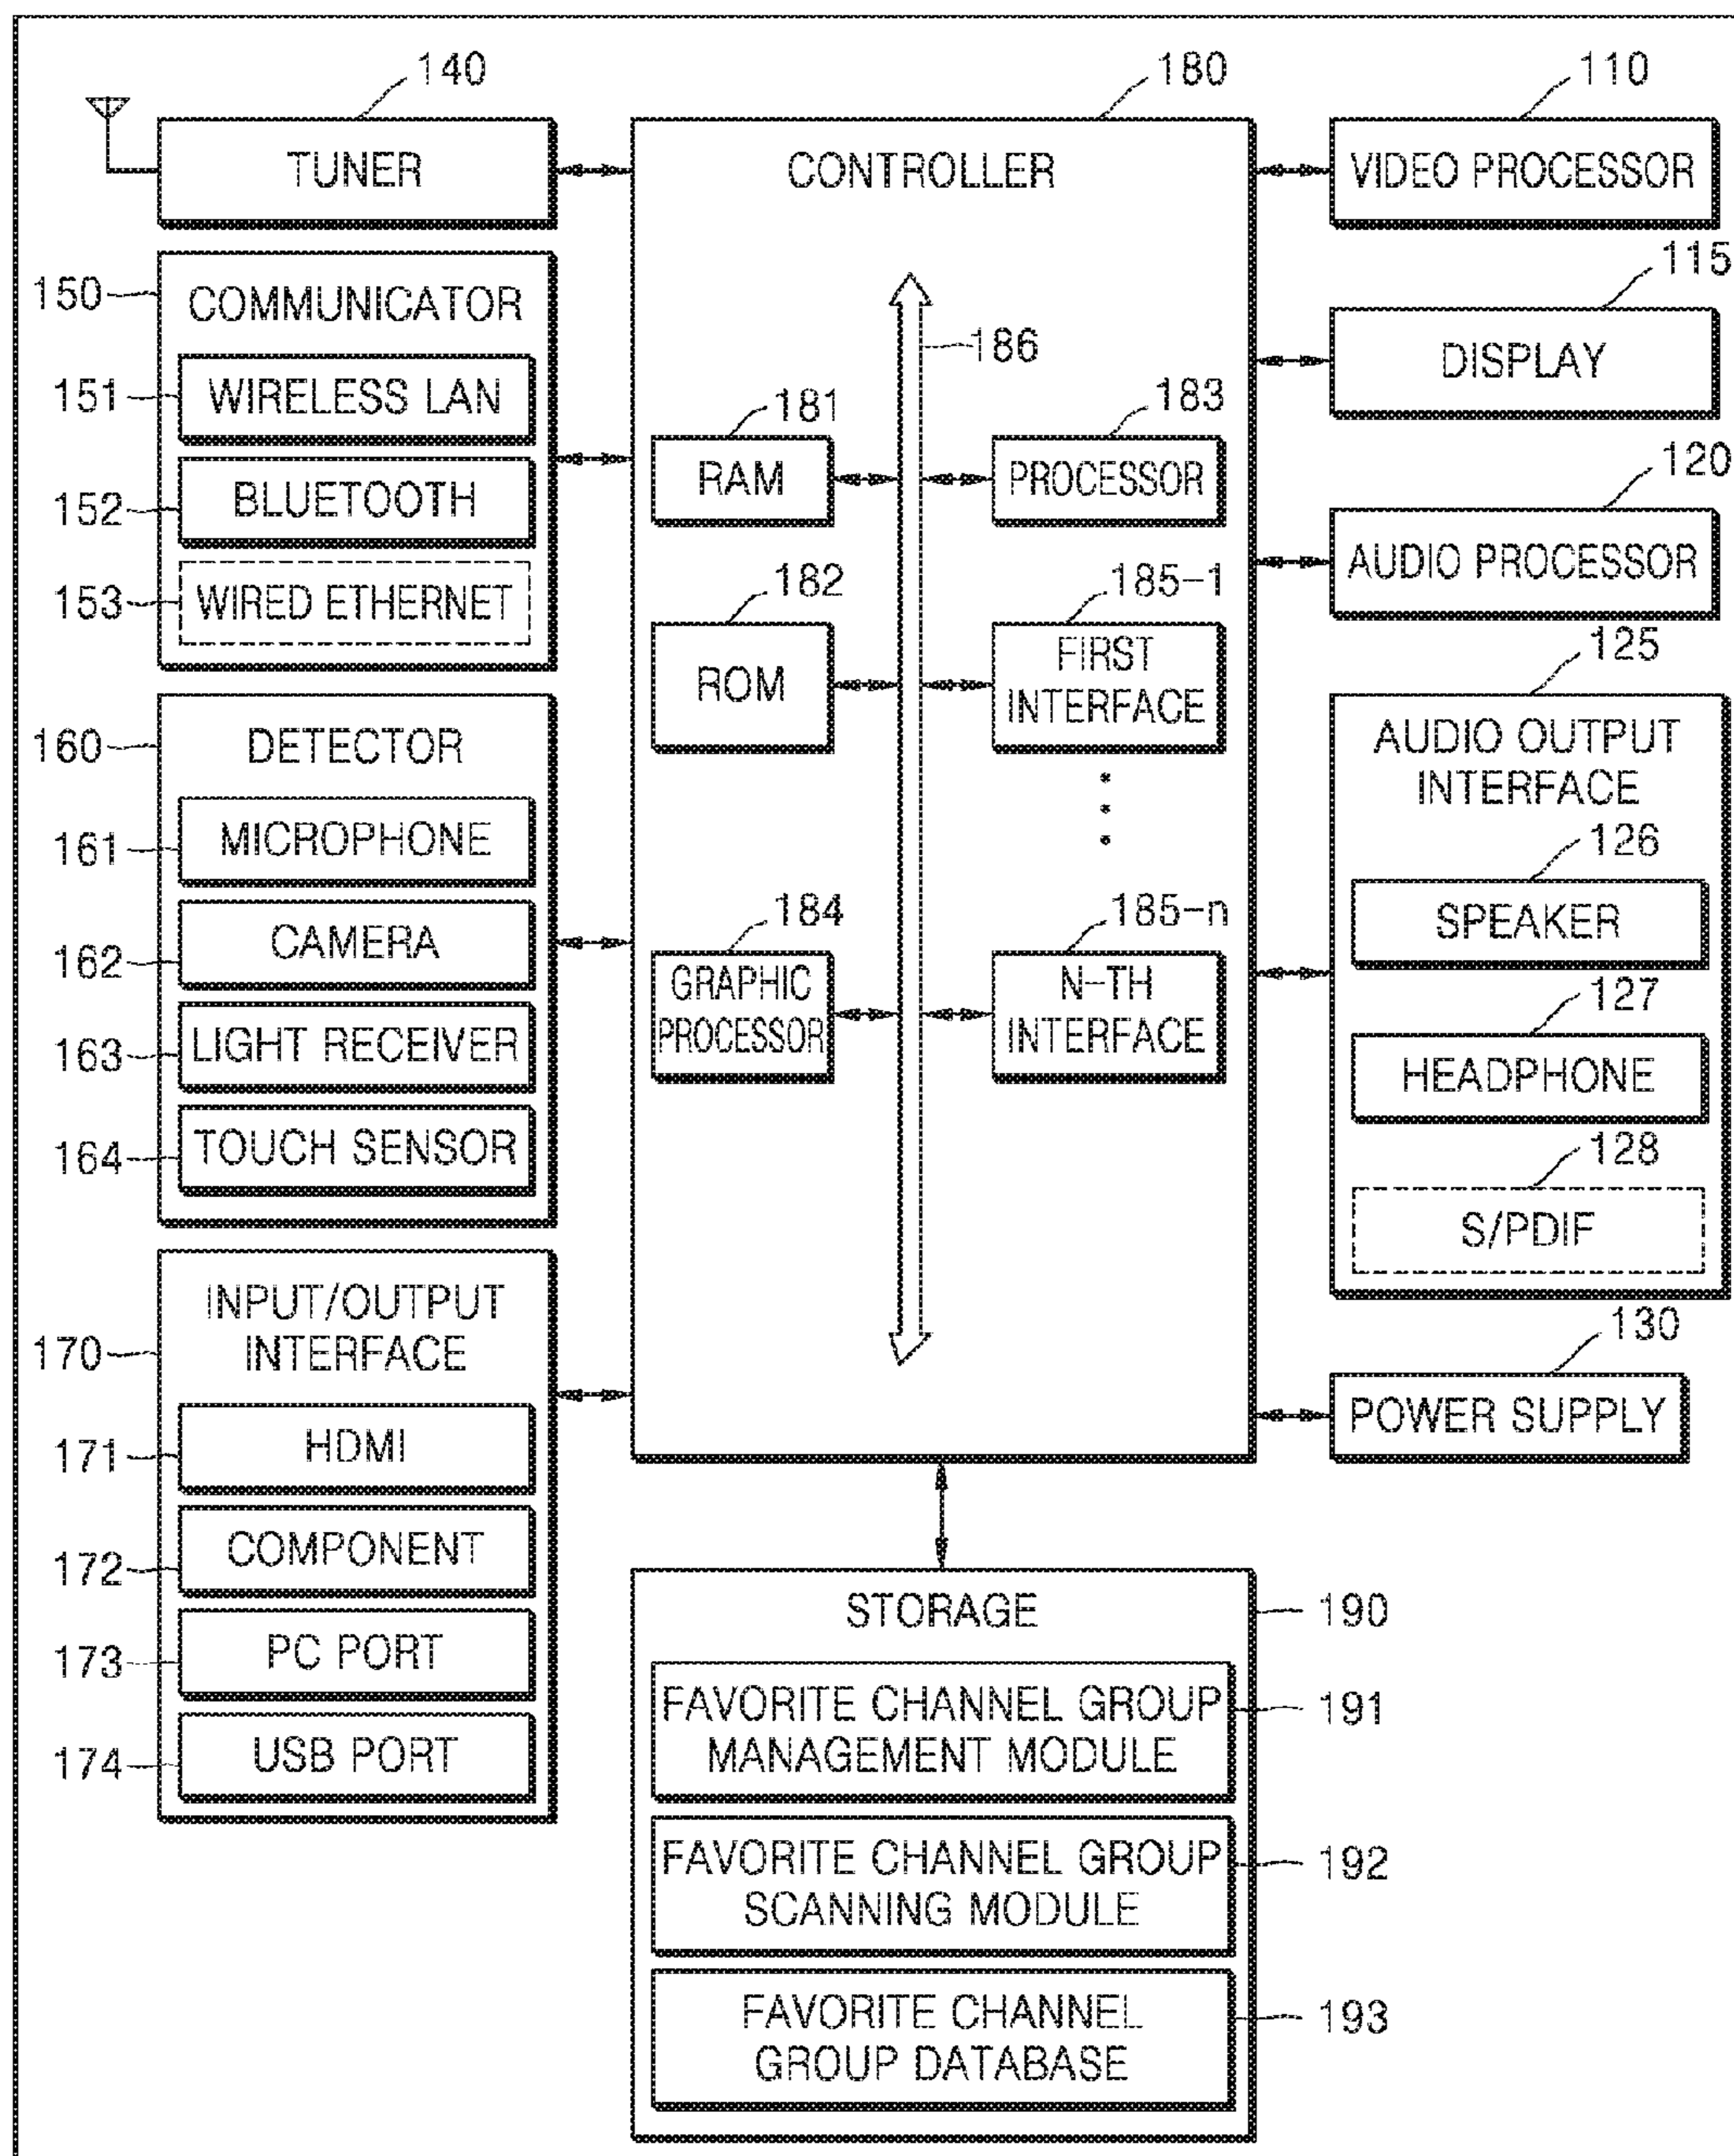 140
TUNER
150
COMMUNICATOR
151
WIRELESS LAN
152
BLUETOOTH
153
WIRED ETHERNET
160
DETECTOR
161
MICROPHONE
162
CAMERA
163
LIGHT RECEIVER
164
TOUCH SENSOR
170
INPUT/OUTPUT
INTERFACE
171
HDMI
172
COMPONENT
173
PC PORT
174
USB PORT
180
CONTROLLER
186
181
RAM
183
PROCESSOR
182
ROM
185-1
FIRST
INTERFACE
184
GRAPHIC
PROCESSOR
185-n
N-TH
INTERFACE
110
VIDEO PROCESSOR
115
DISPLAY
120
AUDIO PROCESSOR
125
AUDIO OUTPUT
INTERFACE
126
SPEAKER
127
HEADPHONE
128
S/PDIF
130
POWER SUPPLY
STORAGE
190
FAVORITE CHANNEL GROUP
MANAGEMENT MODULE
191
FAVORITE CHANNEL GROUP
SCANNING MODULE
192
FAVORITE CHANNEL
GROUP DATABASE
193